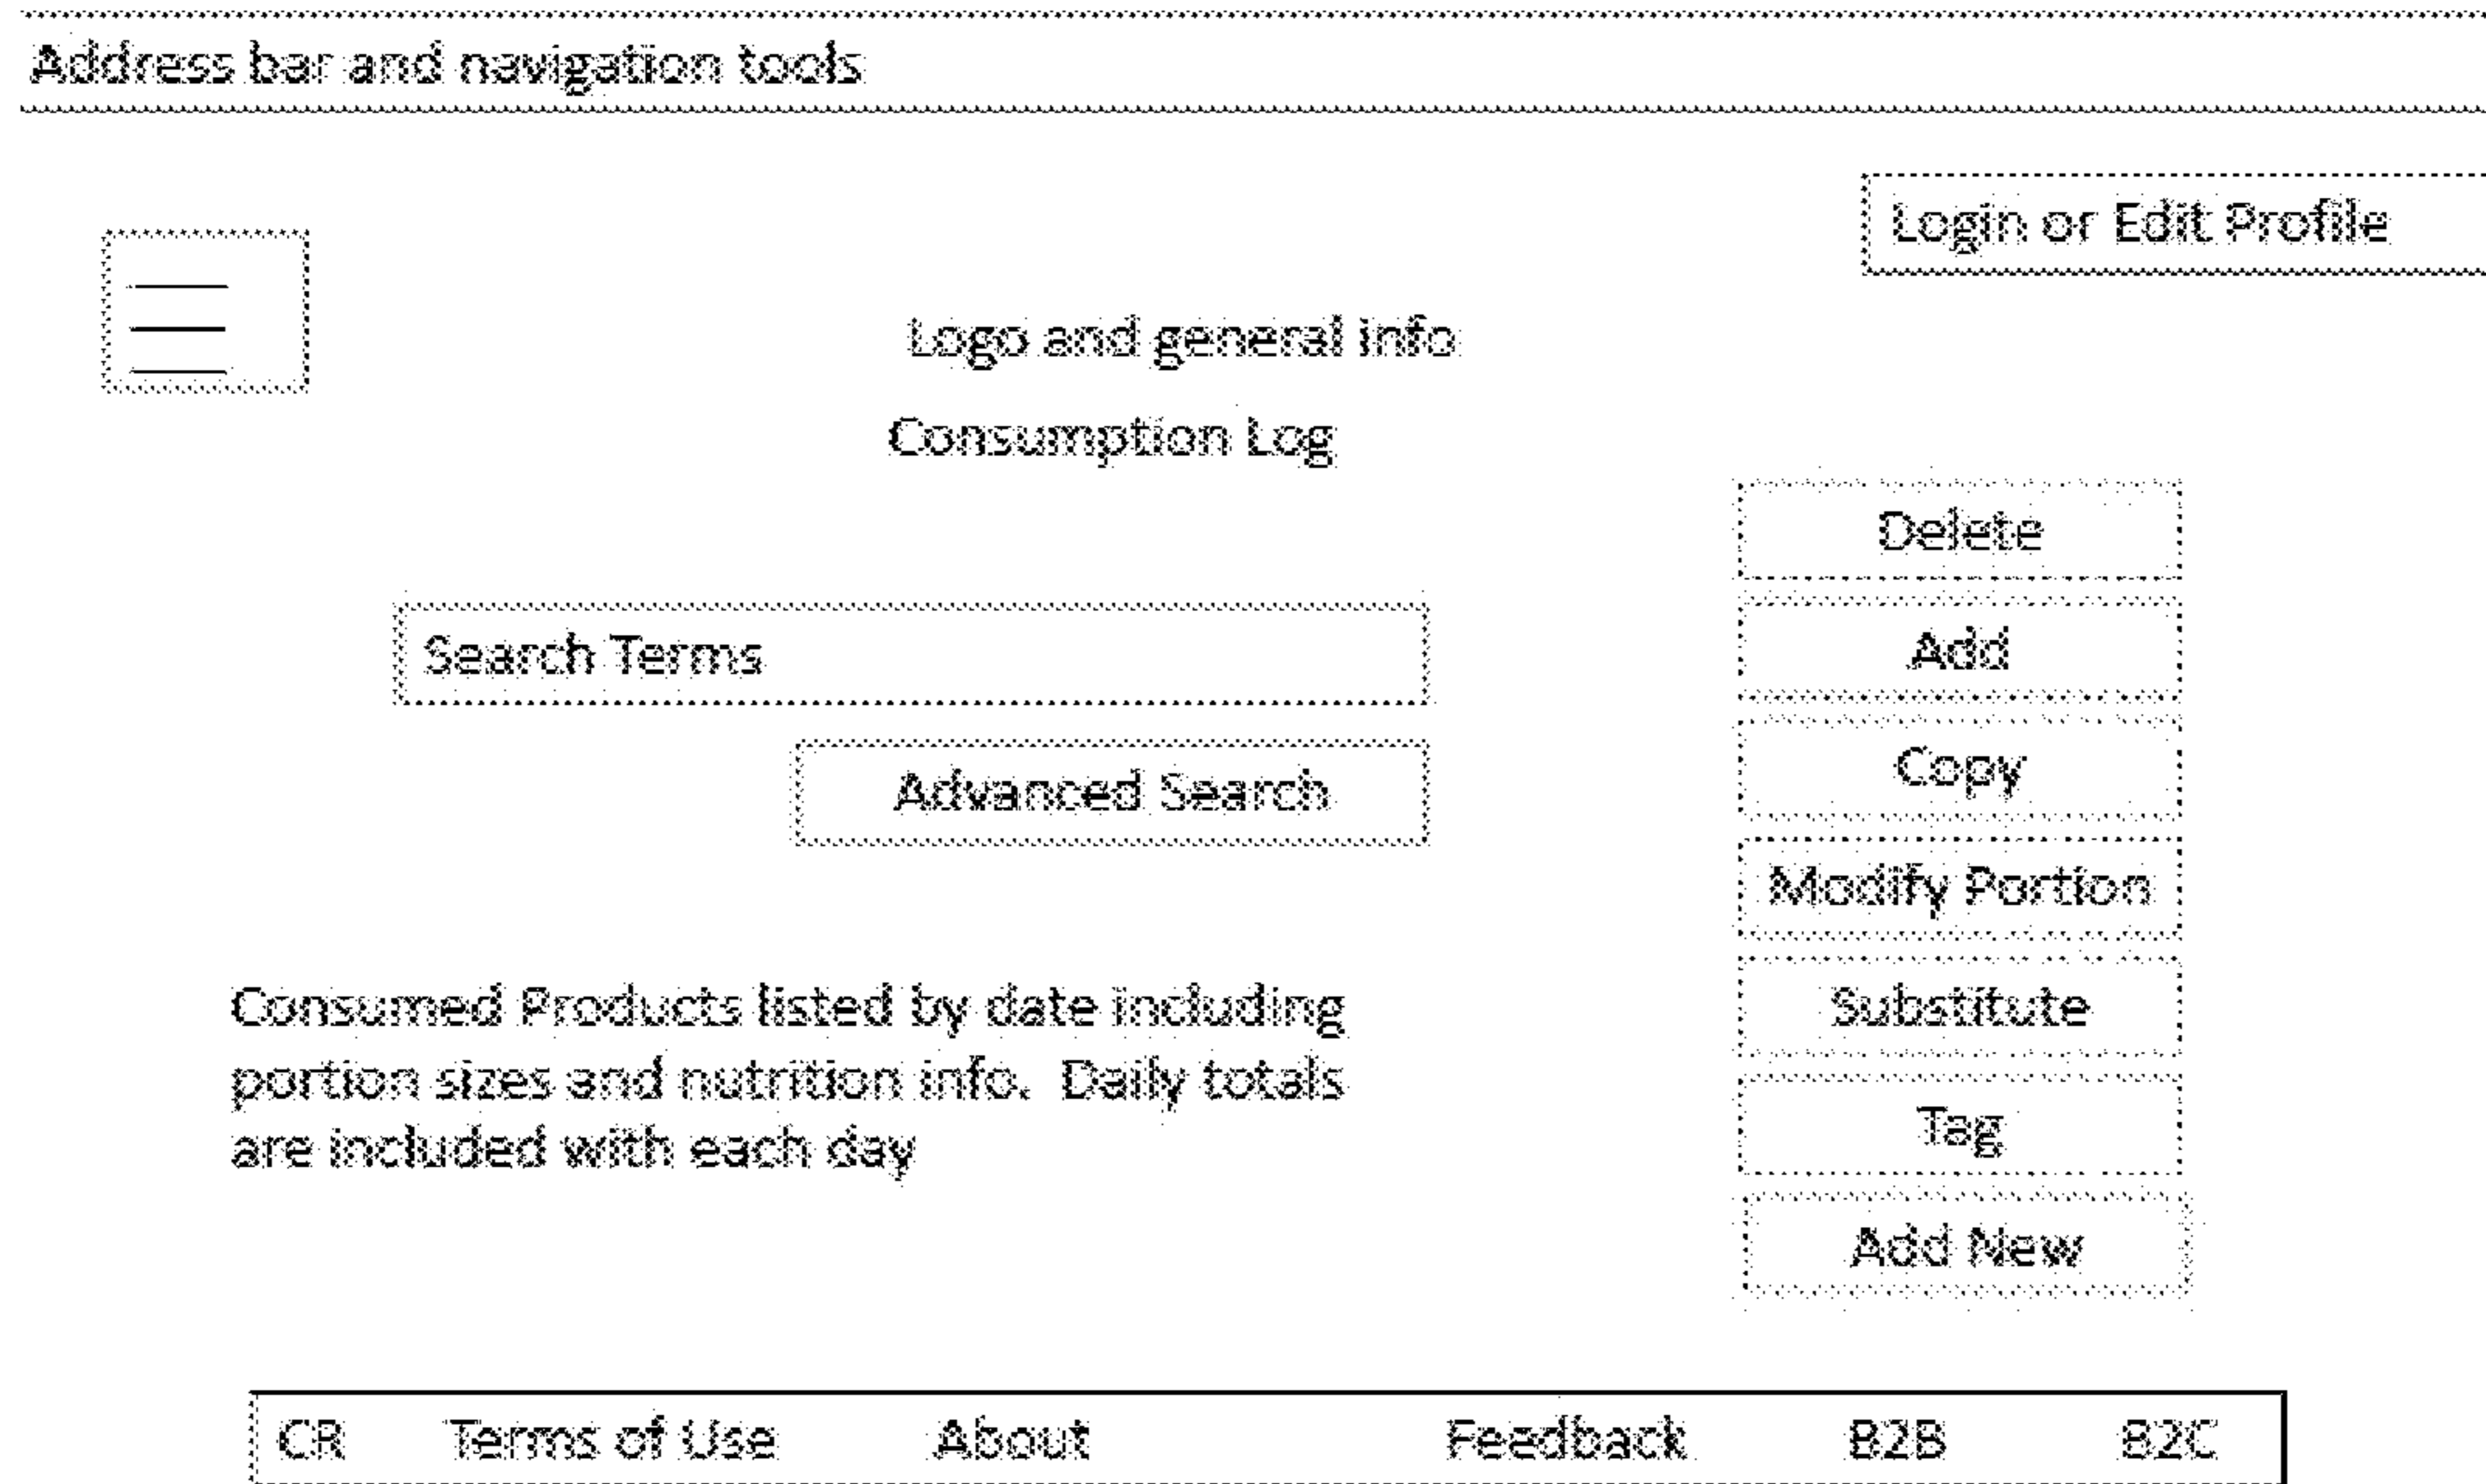 Address bar and navigation tools
Login or Edit Profile
Logo and general info
Consumption Log
Delete
Search Terms
Add
Advanced Search
Copy
Modify Portion
Consumed Products listed by date including
portion sizes and nutrition info.  Daily totals
are included with each day
Substitute
Tag
Add New
CR Terms of Use About Feedback B2B B2C